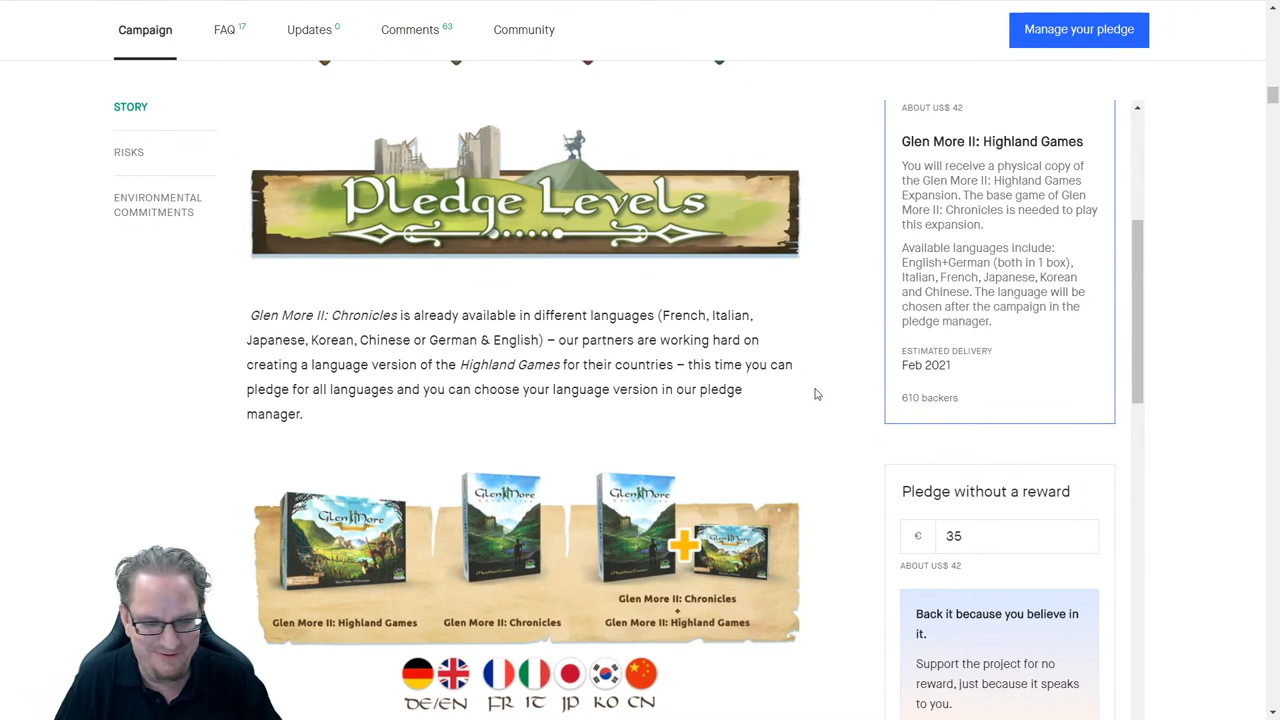 Campaign
FAQ 17
Updates 0
Comments 63
Community
Manage your pledge
STORY
RISKS
ENVIRONMENTAL
COMMITMENTS
Pledge Levels
Glen More II: Chronicles is already available in different languages (French, Italian,
Japanese, Korean, Chinese or German & English) – our partners are working hard on
creating a language version of the Highland Games for their countries – this time you can
pledge for all languages and you can choose your language version in our pledge
manager.
Glen More
Glen More
Glen More
Glen More
Glen More II: Highland Games
Glen More II: Chronicles
Glen More II: Chronicles
+
Glen More II: Highland Games
DE/EN FR IT JP KO CN
ABOUT US$ 42
Glen More II: Highland Games
You will receive a physical copy of
the Glen More II: Highland Games
Expansion. The base game of Glen
More II: Chronicles is needed to play
this expansion.
Available languages include:
English+German (both in 1 box),
Italian, French, Japanese, Korean
and Chinese. The language will be
chosen after the campaign in the
pledge manager.
ESTIMATED DELIVERY
Feb 2021
610 backers
Pledge without a reward
€ 35
ABOUT US$ 42
Back it because you believe in
it.
Support the project for no
reward, just because it speaks
to you.